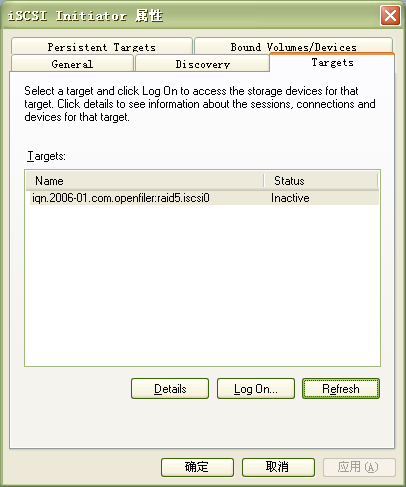 iSCSI Initiator 属性
Persistent Targets
Bound Volumes/Devices
General
Discovery
Targets
Select a target and click Log On to access the storage devices for that
target. Click details to see information about the sessions, connections and
devices for that target.
Targets:
Name Status
iqn.2006-01.com.openfiler:raid5.iscsi0 Inactive
Details Log On... Refresh
确定 取消 应用(A)